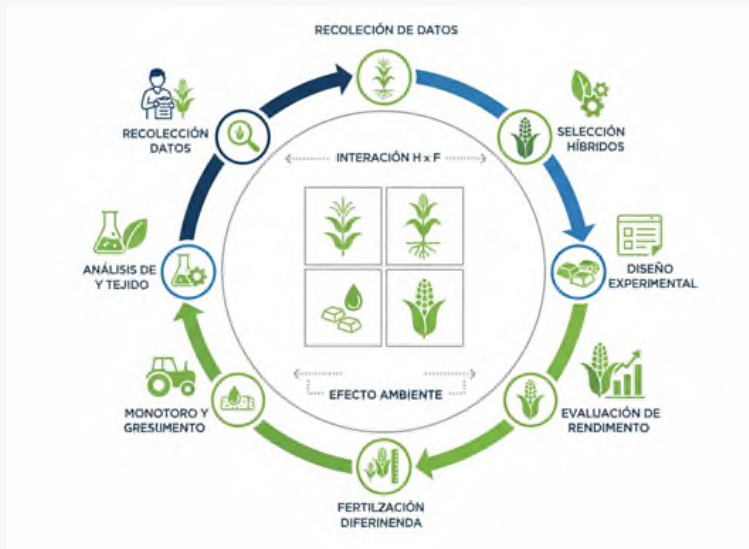 RECOLECIÓN DE DATOS
RECOLECCIÓN
DATOS
SELECCIÓN
HÍBRIDOS
INTERACIÓN H x F
ANÁLISIS DE
Y TEJIDO
DISEÑO
EXPERIMENTAL
EFECTO AMBIENTE
MONOTORO Y
GRESUMENTO
EVALUACIÓN DE
RENDIMENTO
FERTILZACIÓN
DIFERINENDA